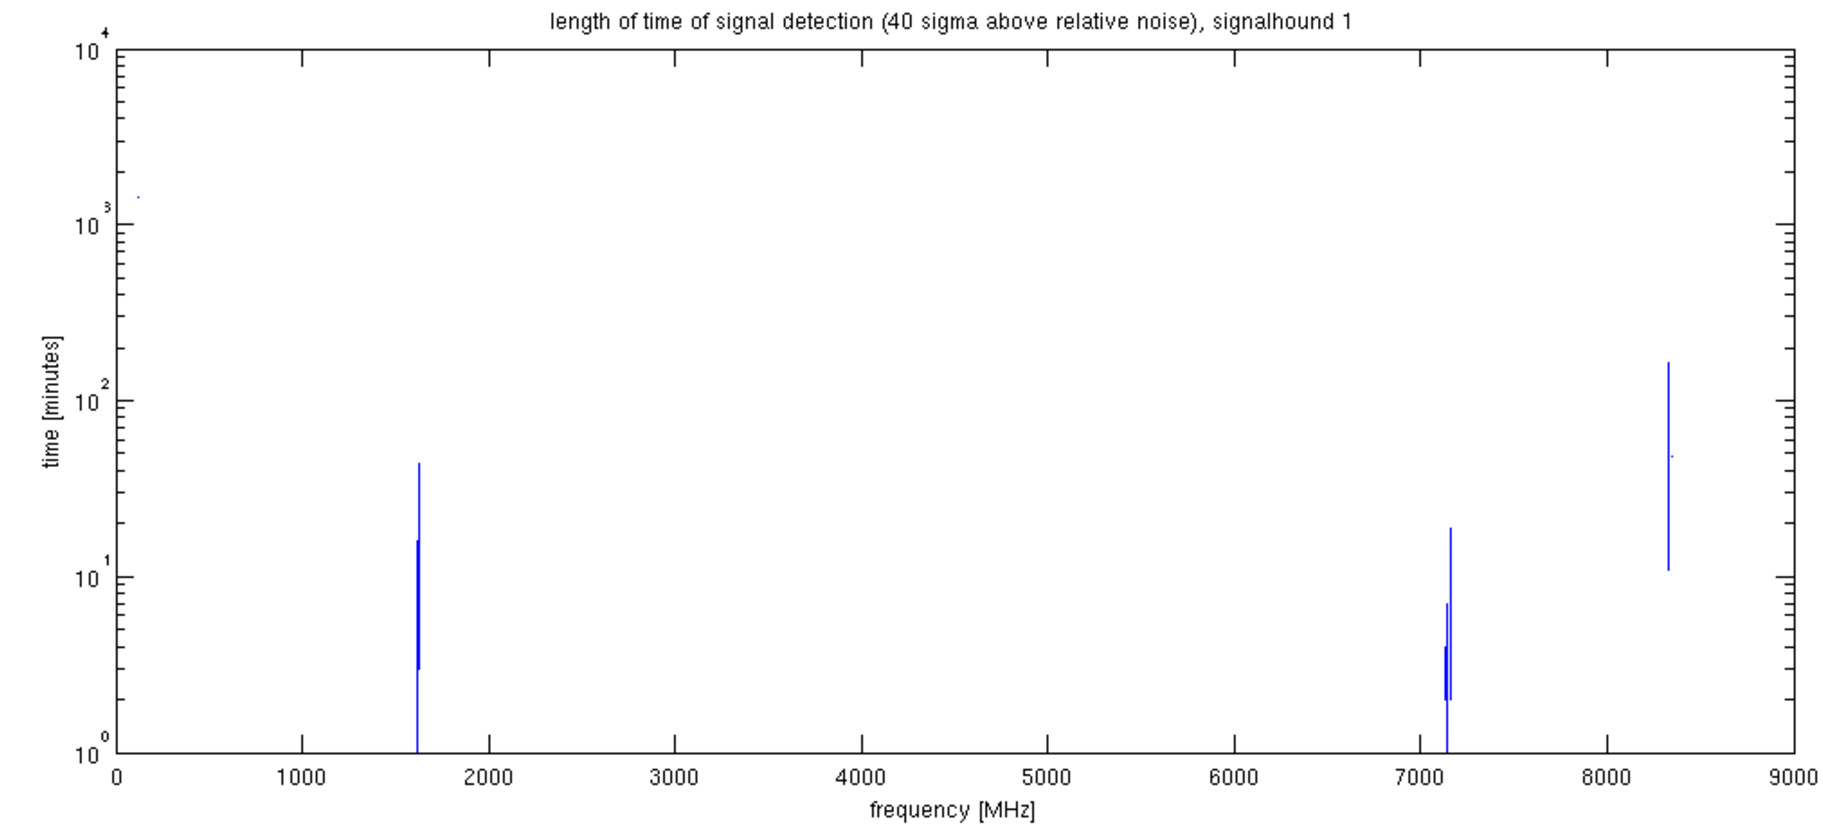 length of time of signal detection (40 sigma above relative noise), signalhound 1
10^4
10^3
10^2
10^1
10^0
time [minutes]
0 1000 2000 3000 4000 5000 6000 7000 8000 9000
frequency [MHz]